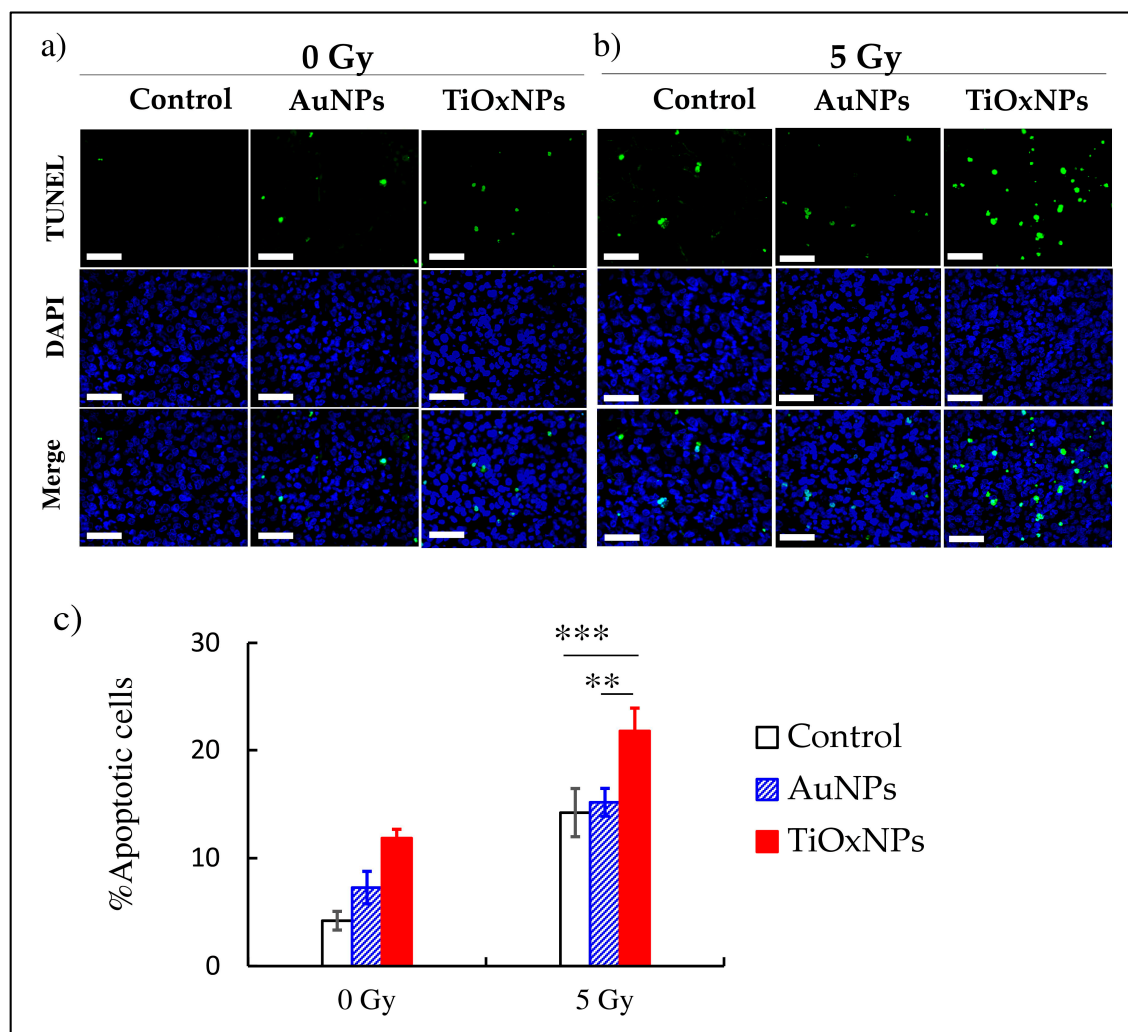 a)
0 Gy
b)
5 Gy
Control AuNPs TiOxNPs
Control AuNPs TiOxNPs
TUNEL
DAPI
Merge
c)
%Apoptotic cells
30
20
10
0
***
**
0 Gy
5 Gy
Control
AuNPs
TiOxNPs